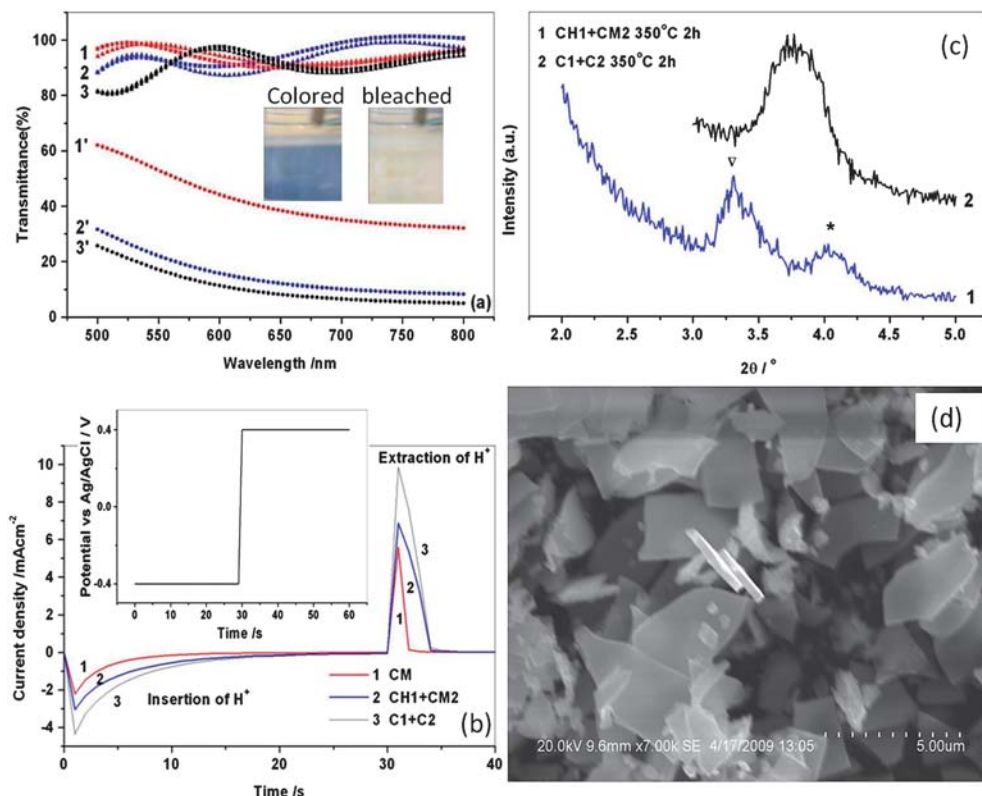 100
80
60
40
20
0
Transmittance(%)
1
2
3
1'
2'
3'
Colored bleached
(a)
500 550 600 650 700 750 800
Wavelength /nm
(c)
1 CH1+CM2 350°C 2h
2 C1+C2 350°C 2h
Intensity (a.u.)
∇
*
2
1
2.0 2.5 3.0 3.5 4.0 4.5 5.0
2θ / °
10
8
6
4
2
0
-2
-4
Current density /mAcm⁻²
0.4
0.0
-0.4
Potential vs Ag/AgCl / V
0 10 20 30 40 50 60
Time /s
Extraction of H⁺
3
2
1
1
2
3
Insertion of H⁺
1 CM
2 CH1+CM2
3 C1+C2
(b)
0 10 20 30 40
Time /s
(d)
20.0kV 9.6mm x7.00k SE 4/17/2009 13:05 5.00um